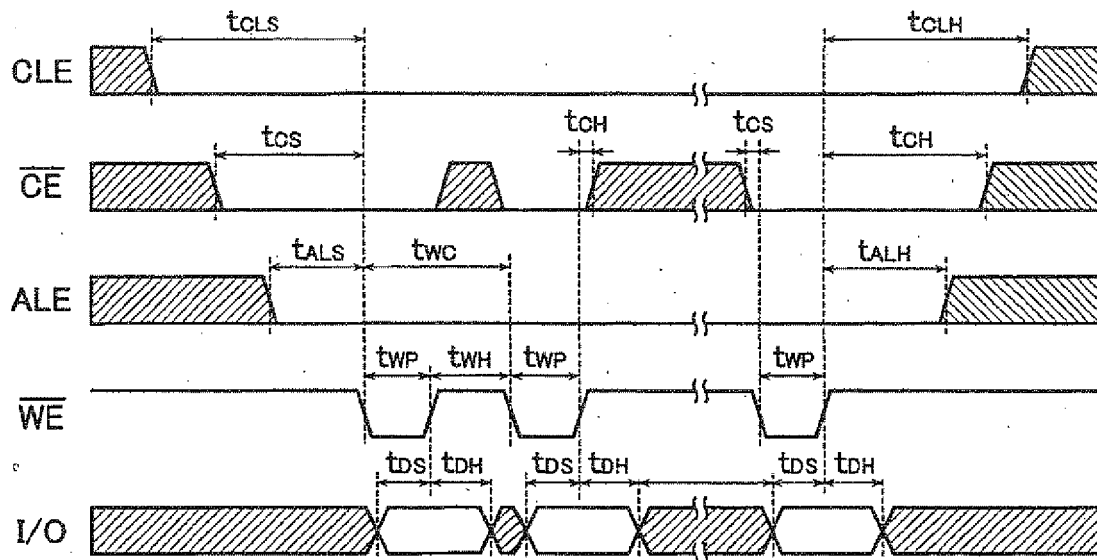 tCLS tCLH
CLE
tCS tCH tCS tCH
CE
tALS tWC tALH
ALE
tWP tWH tWP tWP
WE
tDS tDH tDS tDH tDS tDH
I/O